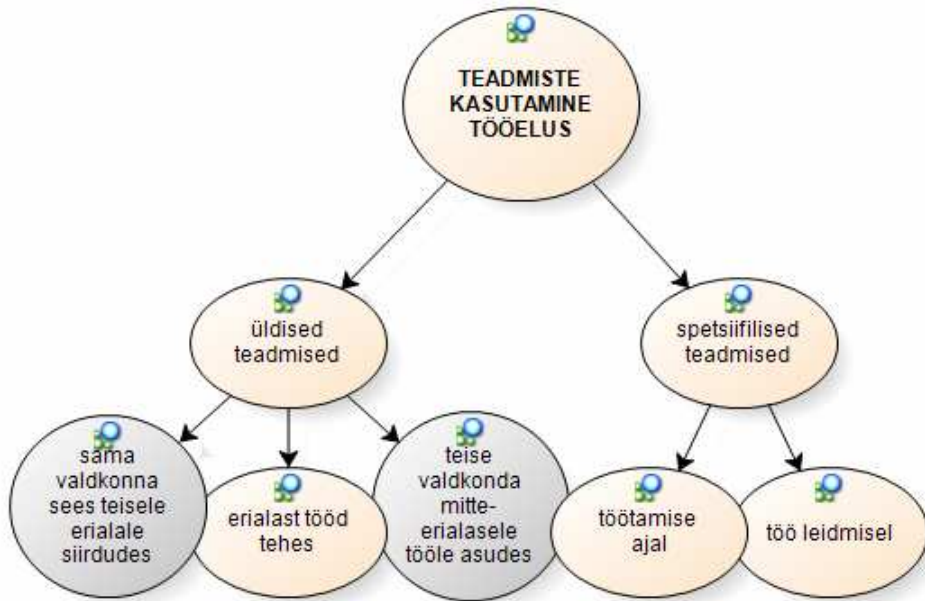 TEADMISTE
KASUTAMINE
TÖÖELUS
üldised
teadmised
spetsiifilised
teadmised
sama
valdkonna
sees teisele
erialale
siirdudes
erialast tööd
tehes
teise
valdkonda
mitte-
erialasele
tööle asudes
töötamise
ajal
töö leidmisel